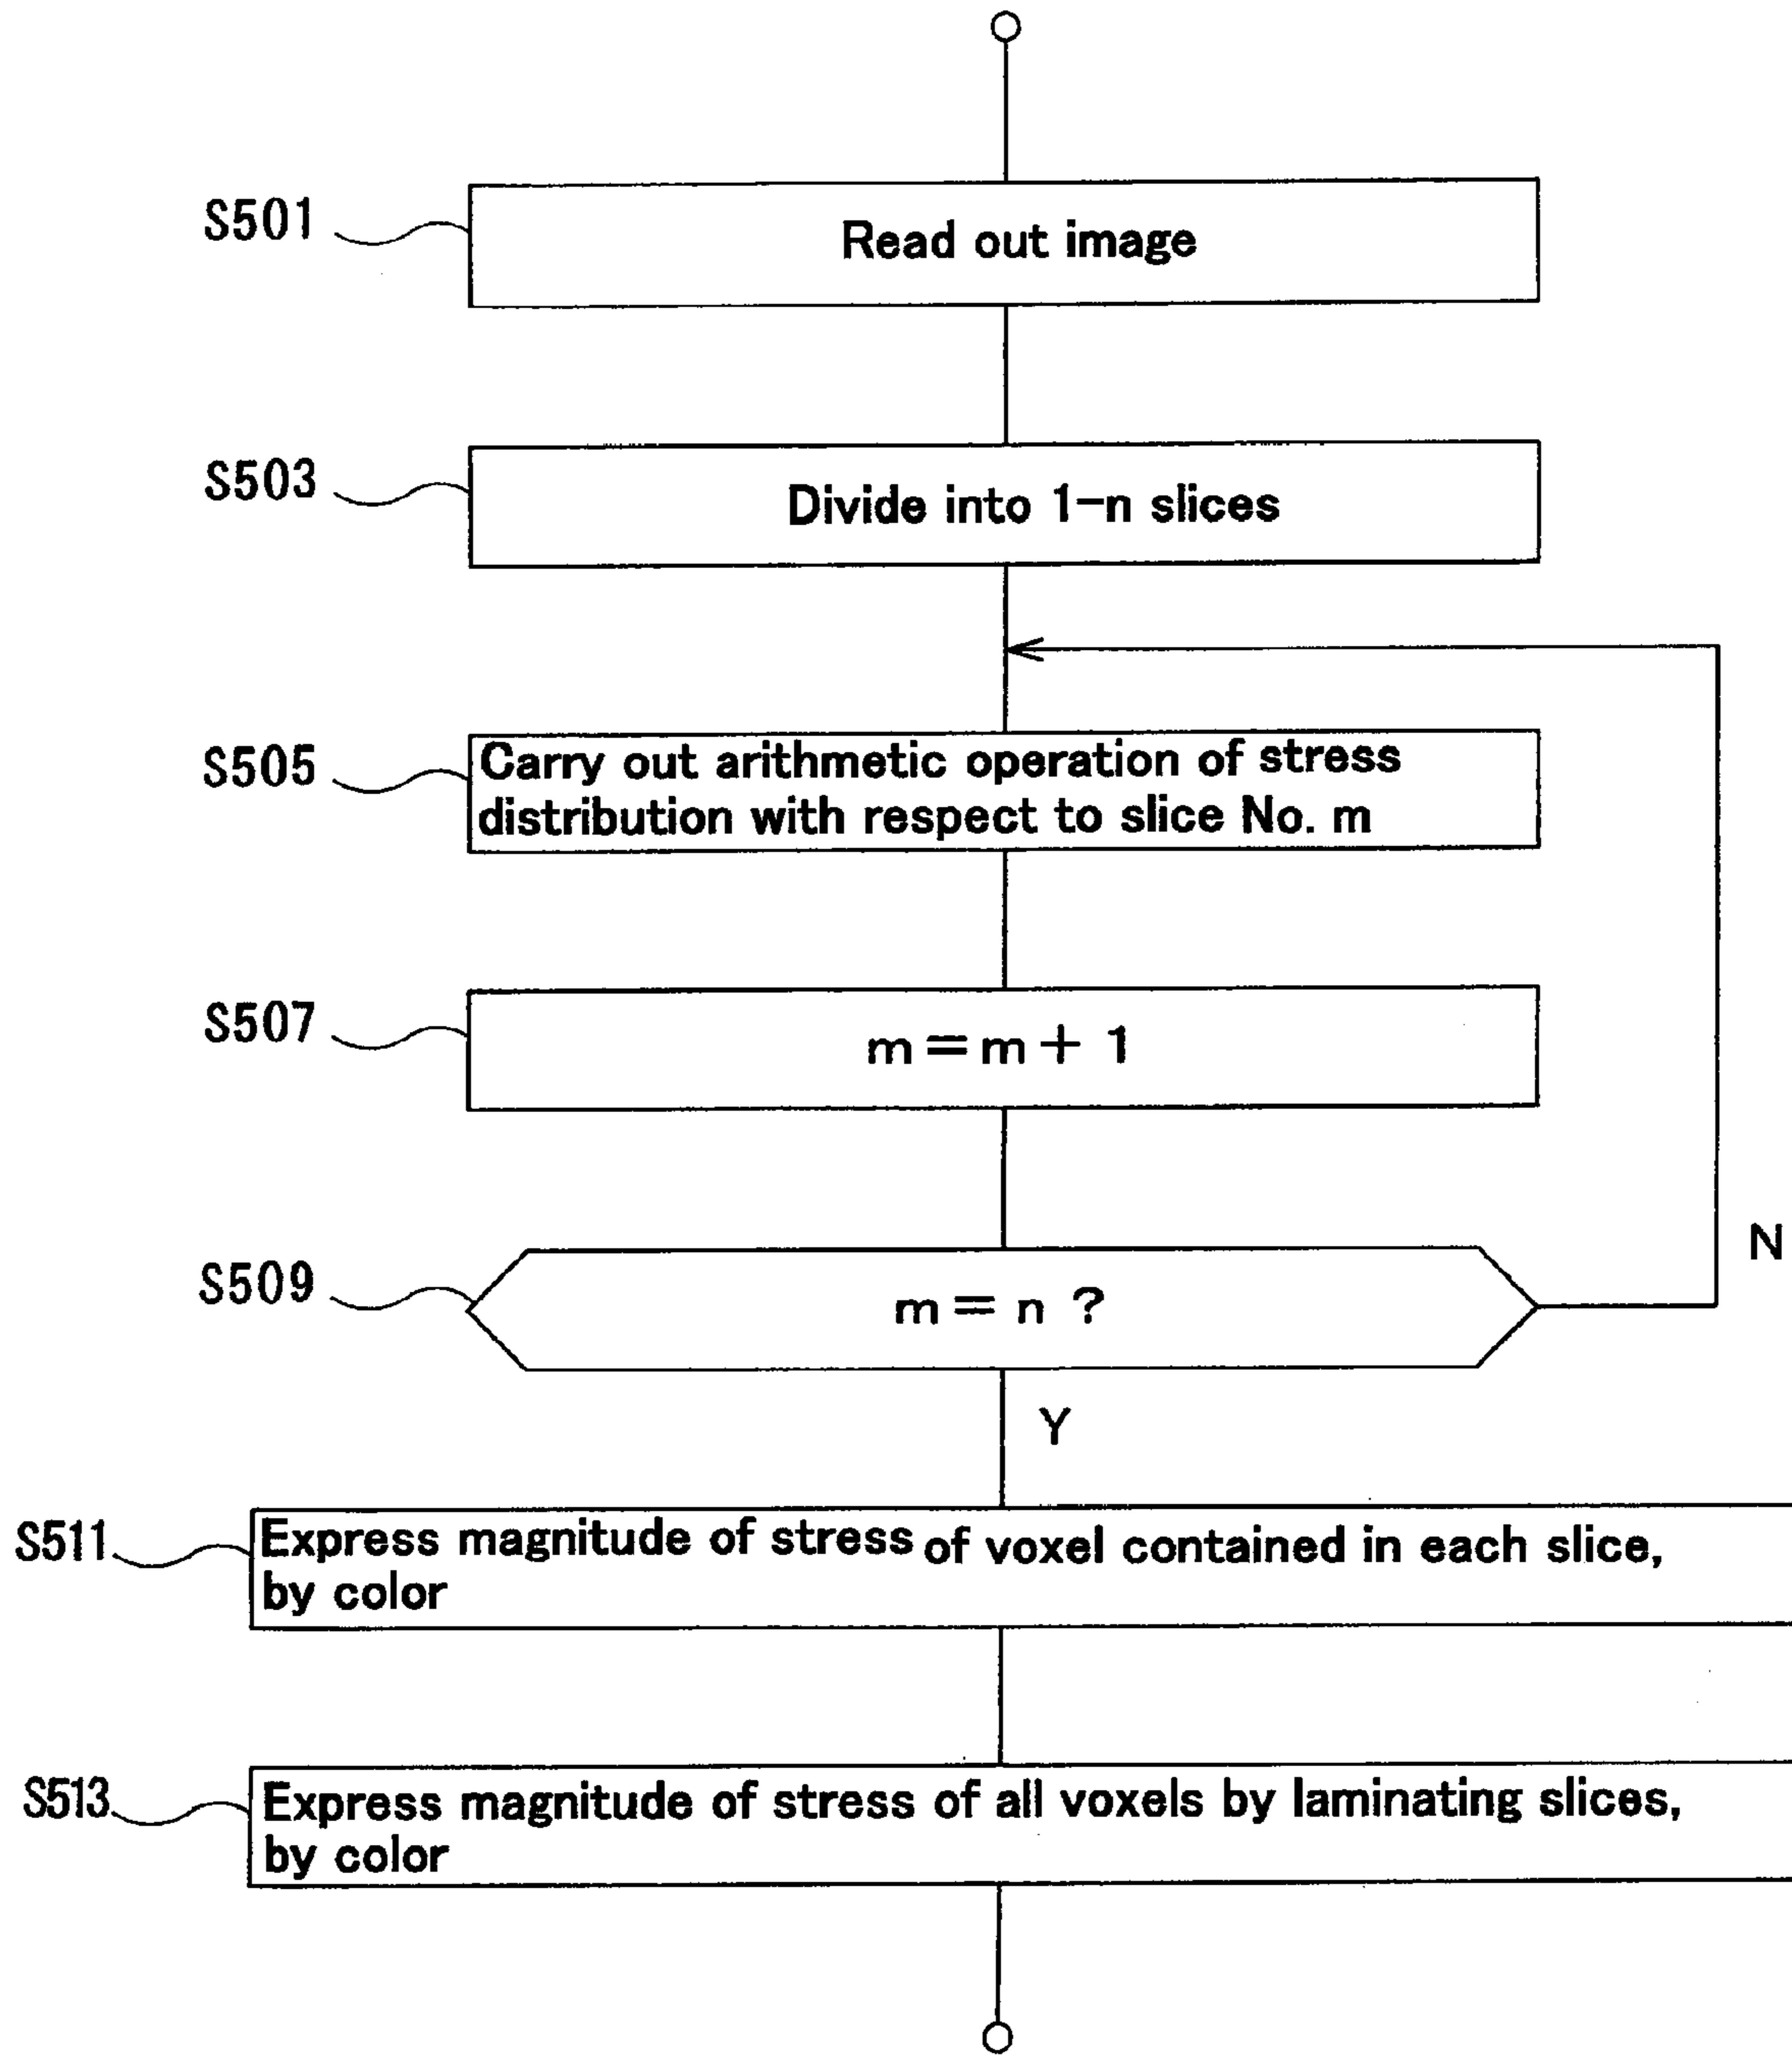 S501
Read out image
S503
Divide into 1-n slices
S505
Carry out arithmetic operation of stress
distribution with respect to slice No. m
S507
m=m+1
S509
m=n?
N
Y
S511
Express magnitude of stress of voxel contained in each slice,
by color
S513
Express magnitude of stress of all voxels by laminating slices,
by color